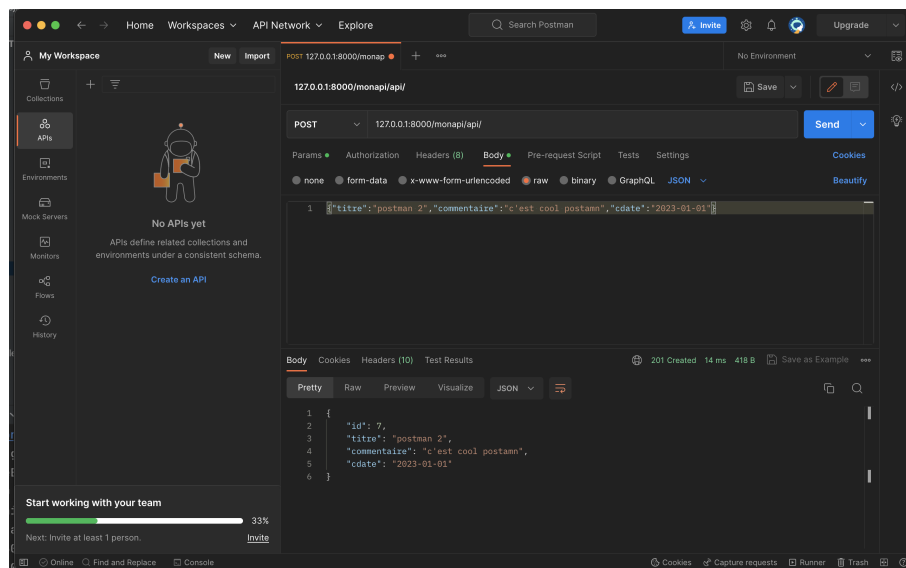 Home Workspaces API Network Explore Search Postman Invite Upgrade
My Workspace New Import POST 127.0.0.1:8000/monap No Environment
Collections
APIs
Environments
Mock Servers
Monitors
Flows
History
No APIs yet
APIs define related collections and
environments under a consistent schema.
Create an API
Start working with your team
33%
Next: Invite at least 1 person. Invite
127.0.0.1:8000/monapi/api/ Save
POST 127.0.0.1:8000/monapi/api/ Send
Params Authorization Headers (8) Body Pre-request Script Tests Settings Cookies
none form-data x-www-form-urlencoded raw binary GraphQL JSON Beautify
1 {"titre":"postman 2","commentaire":"c'est cool postamn","cdate":"2023-01-01"}
Body Cookies Headers (10) Test Results 201 Created 14 ms 418 B Save as Example
Pretty Raw Preview Visualize JSON
1 {
2 "id": 7,
3 "titre": "postman 2",
4 "commentaire": "c'est cool postamn",
5 "cdate": "2023-01-01"
6 }
Online Find and Replace Console Cookies Capture requests Runner Trash